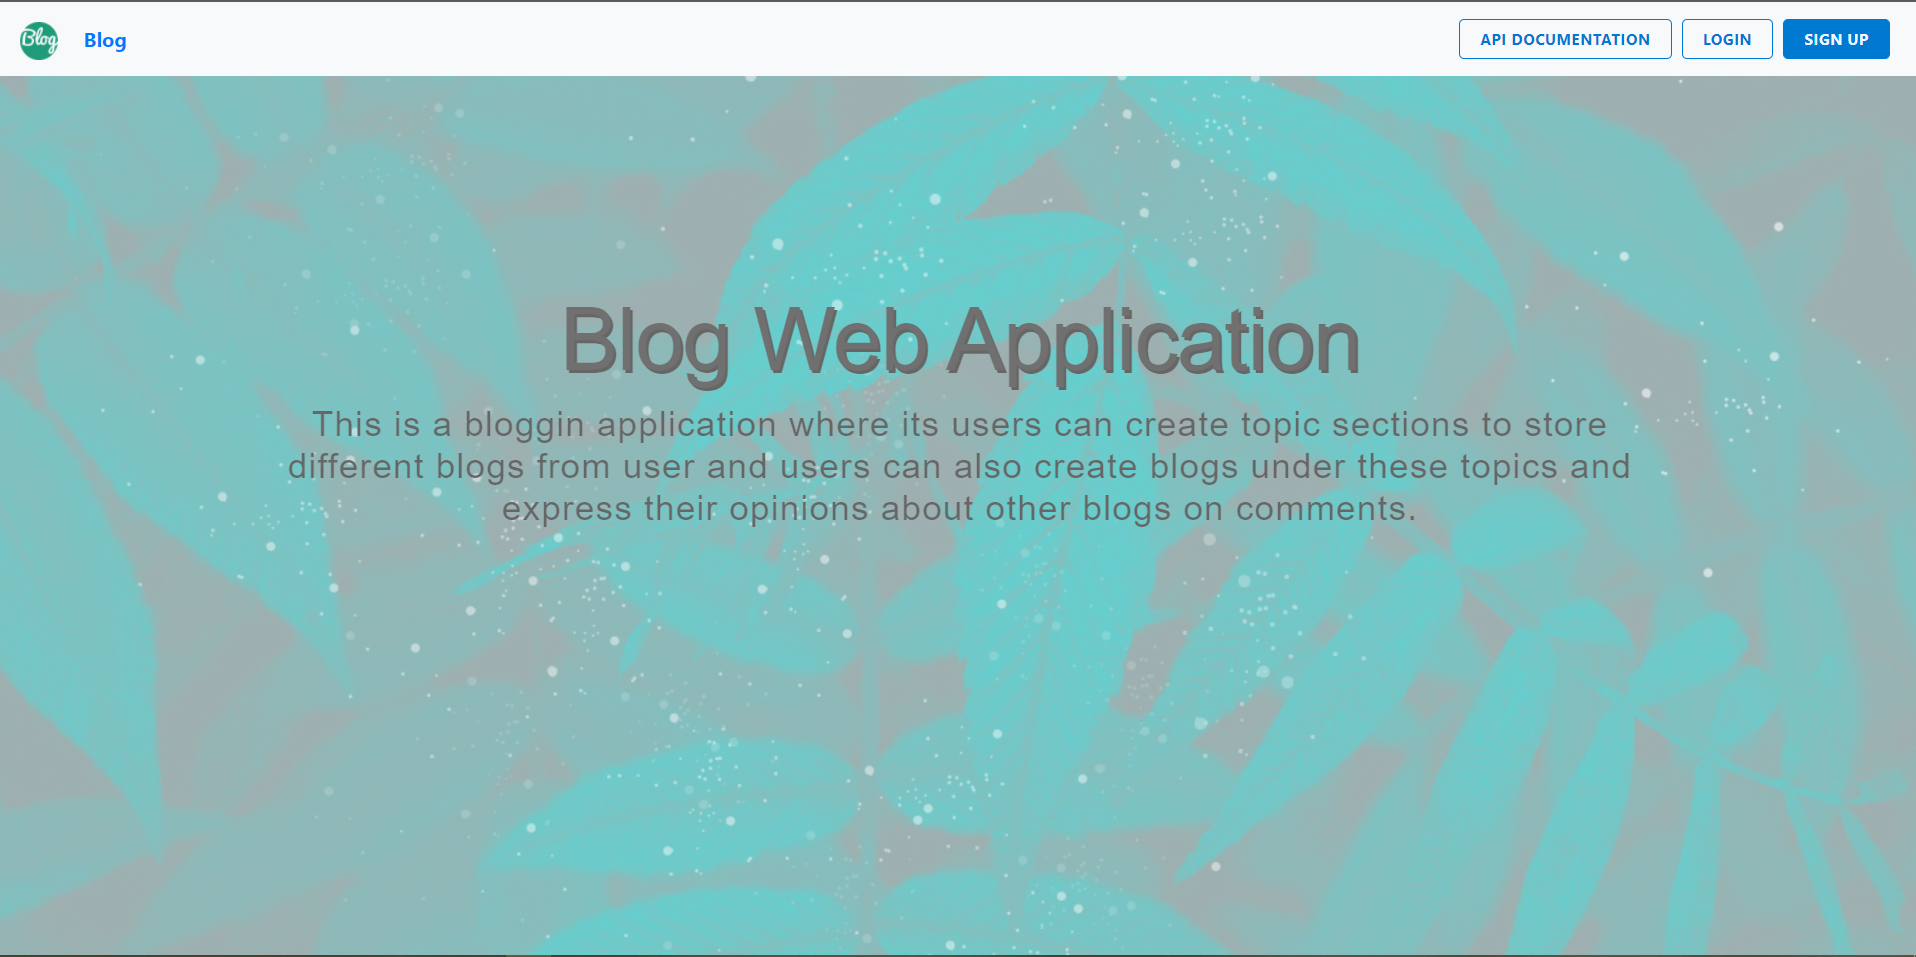 Blog
Blog
API DOCUMENTATION
LOGIN
SIGN UP
Blog Web Application
This is a bloggin application where its users can create topic sections to store
different blogs from user and users can also create blogs under these topics and
express their opinions about other blogs on comments.